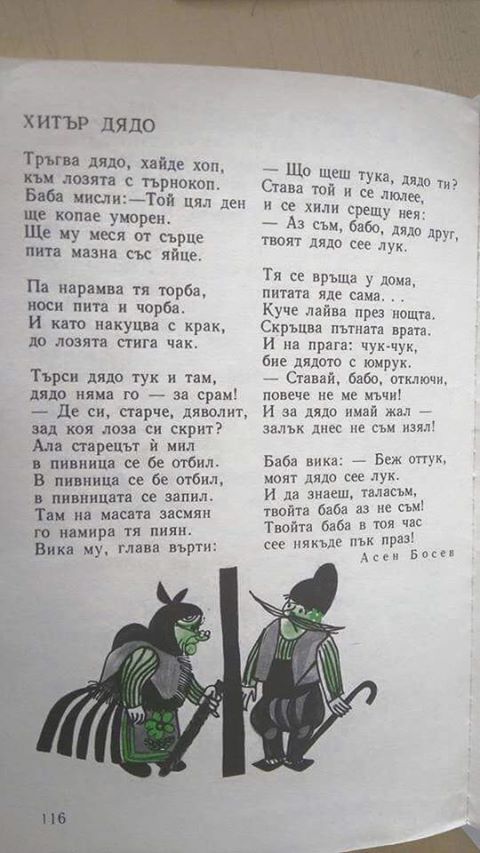 ХИТЪР ДЯДО
Тръгва дядо, хайде хоп,
към лозята с търнокоп.
Баба мисли:—Той цял ден
ще копае уморен.
Ще му меся от сърце
пита мазна със яйце.
Па нарамва тя торба,
носи пита и чорба.
И като накуцва с крак,
до лозята стига чак.
Търси дядо тук и там,
дядо няма го — за срам!
— Де си, старче, дяволит,
зад коя лоза си скрит?
Ала старецът ѝ мил
в пивница се бе отбил.
В пивница се бе отбил,
в пивницата се запил.
Там на масата засмян
го намира тя пиян.
Вика му, глава върти:
— Що щеш тука, дядо ти?
Става той и се люлее,
и се хили срещу нея:
— Аз съм, бабо, дядо друг,
твоят дядо сее лук.
Тя се връща у дома,
питата яде сама. . .
Куче лайва през нощта.
Скръцва пътната врата.
И на прага: чук-чук,
бие дядото с юмрук.
— Ставай, бабо, отключи,
повече не ме мъчи!
И за дядо имай жал —
залък днес не съм изял!
Баба вика: — Беж оттук,
моят дядо сее лук.
И да знаеш, таласъм,
твойта баба аз не съм!
Твойта баба в тоя час
сее някъде пък праз!
Асен Босев
116